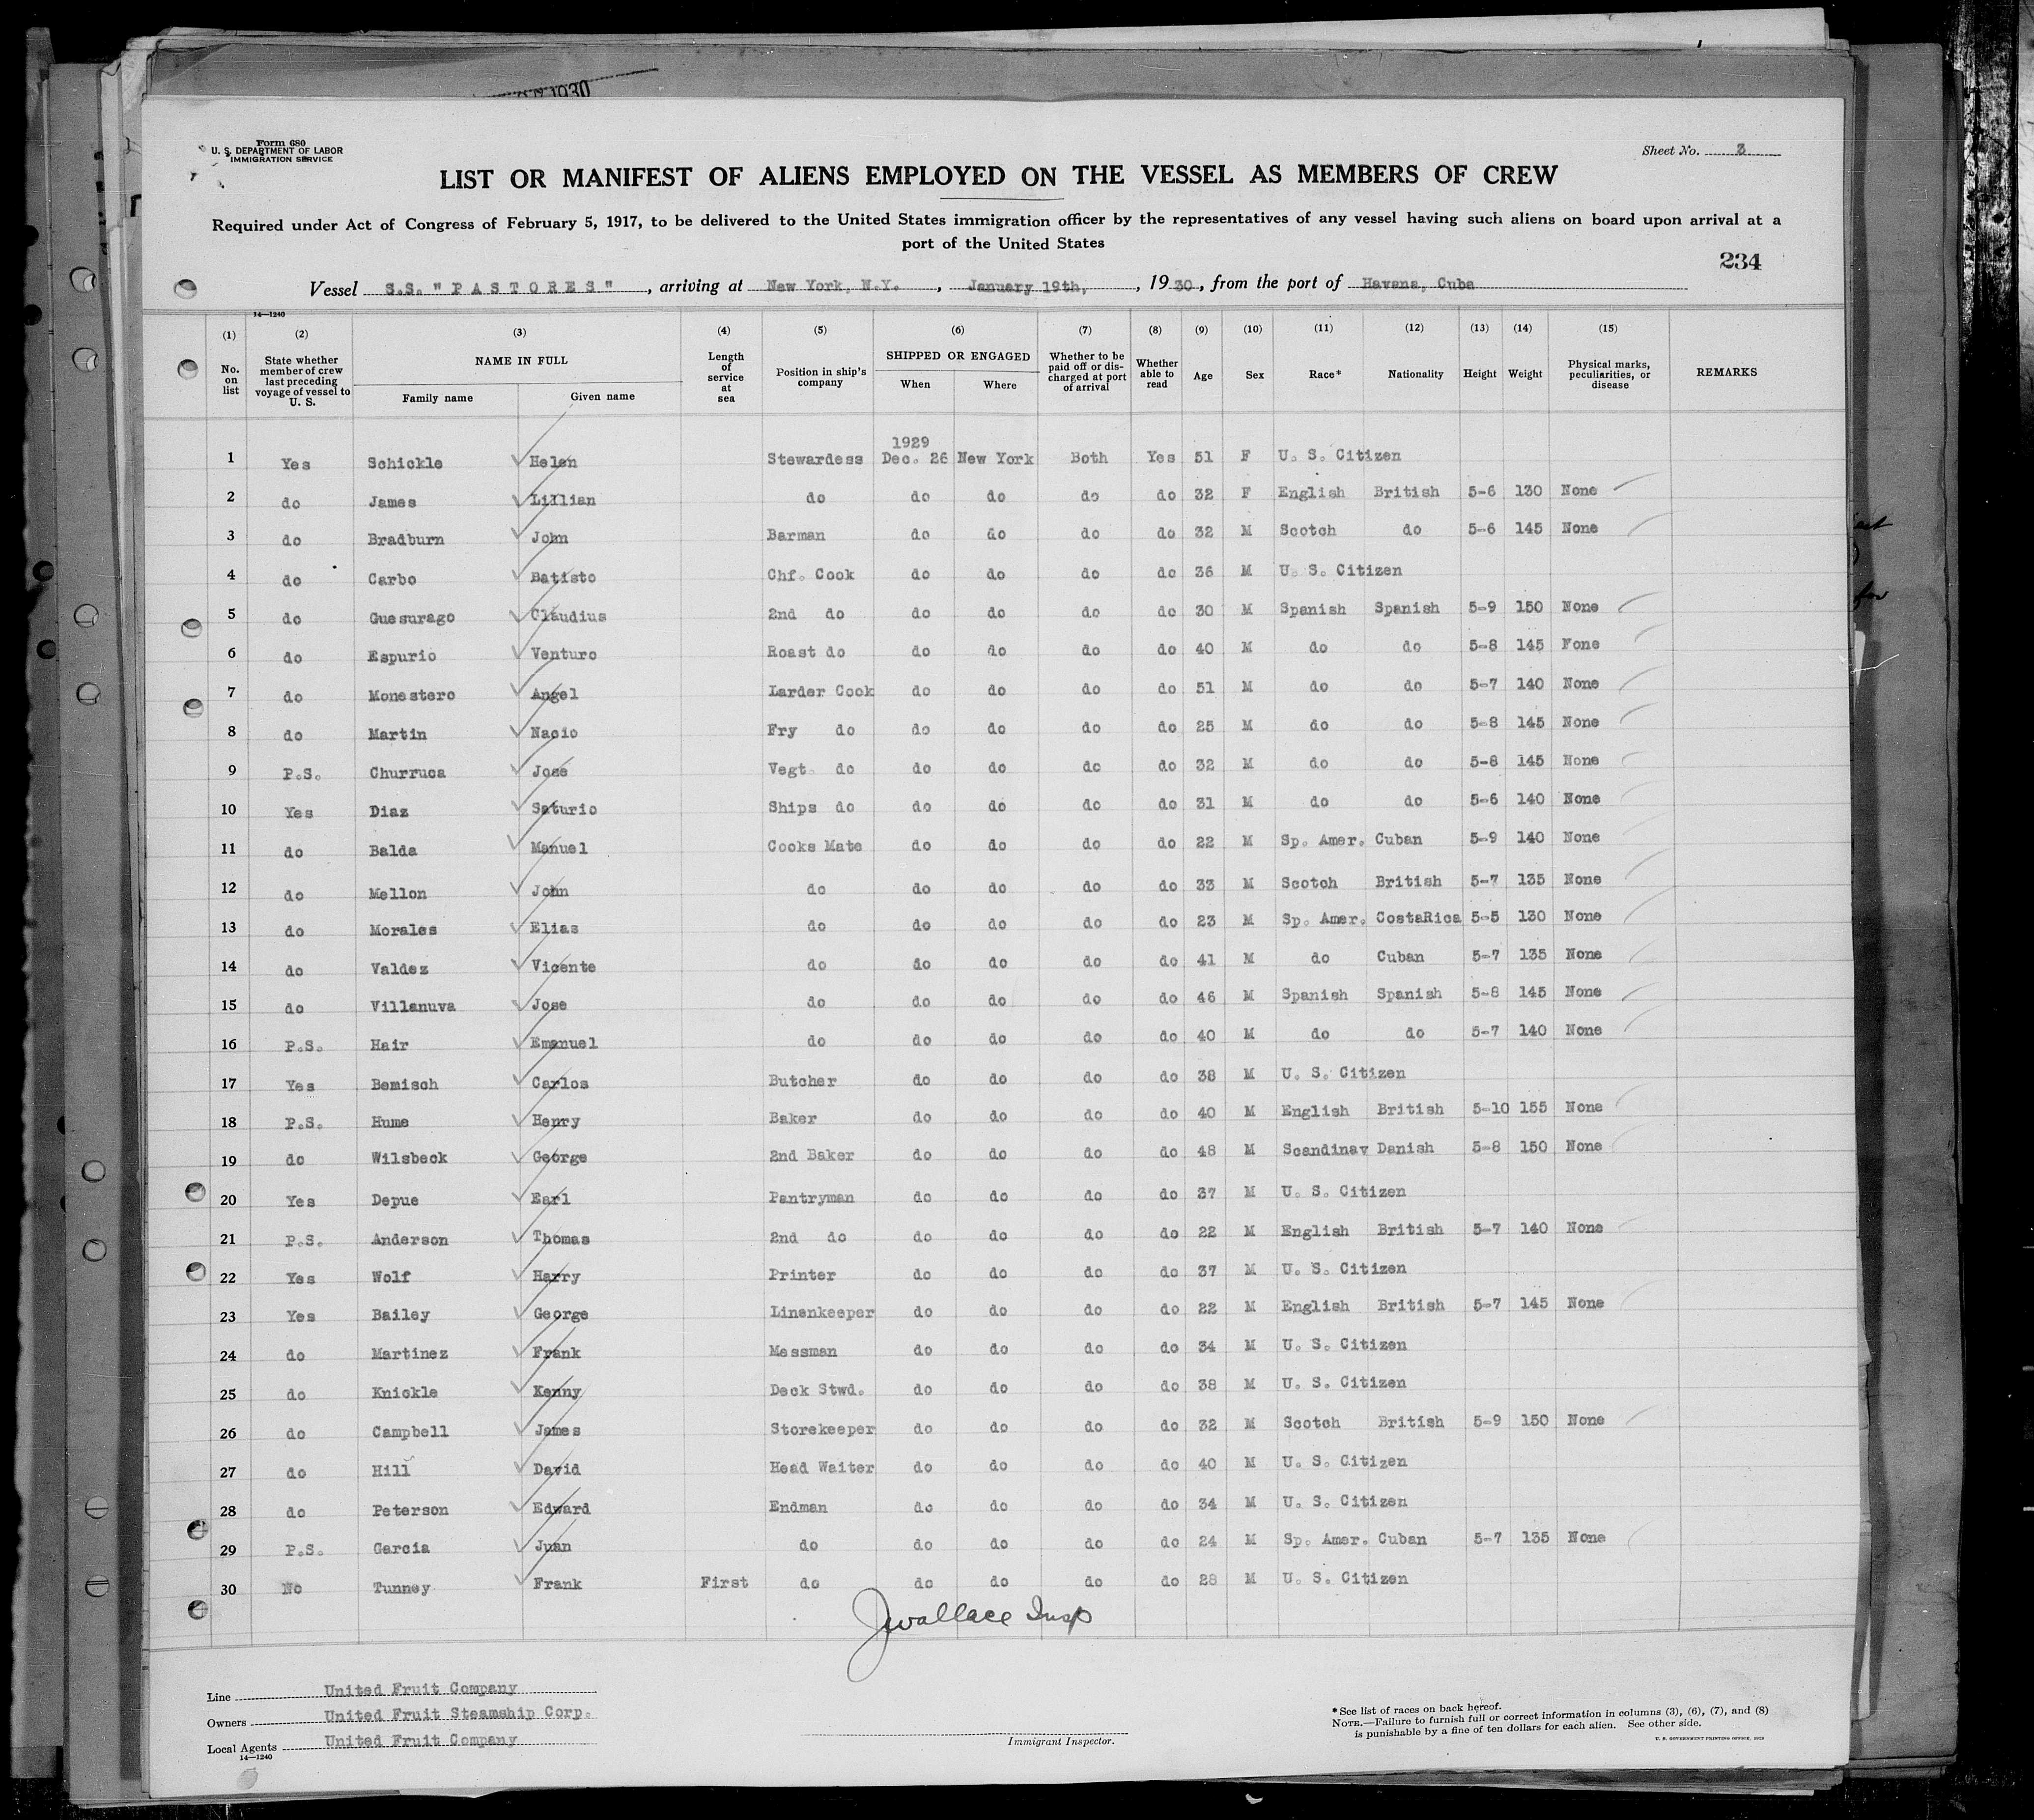 1930
Form 680
U. S. DEPARTMENT OF LABOR
IMMIGRATION SERVICE
Sheet No. 3
LIST OR MANIFEST OF ALIENS EMPLOYED ON THE VESSEL AS MEMBERS OF CREW
Required under Act of Congress of February 5, 1917, to be delivered to the United States immigration officer by the representatives of any vessel having such aliens on board upon arrival at a
port of the United States
234
Vessel S.S. "PASTORES", arriving at New York, N.Y., January 19th, 1930, from the port of Havana, Cuba
14—1240
(1) (2) (3) (4) (5) (6) (7) (8) (9) (10) (11) (12) (13) (14) (15)
No. on list State whether member of crew last preceding voyage of vessel to U. S. NAME IN FULL Family name Given name Length of service at sea Position in ship's company SHIPPED OR ENGAGED When Where Whether to be paid off or discharged at port of arrival Whether able to read Age Sex Race* Nationality Height Weight Physical marks, peculiarities, or disease REMARKS
1929
1 Yes Schickle Helen Stewardess Dec. 26 New York Both Yes 51 F U. S. Citizen
2 do James Lillian do do do do do 32 F English British 5-6 130 None
3 do Bradburn John Barman do do do do 32 M Scotch do 5-6 145 None
4 do Carbo Batisto Chf. Cook do do do do 36 M U. S. Citizen
5 do Guesurago Claudius 2nd do do do do do 30 M Spanish Spanish 5-9 150 None
6 do Espurio Venturo Roast do do do do do 40 M do do 5-8 145 Fone
7 do Monestero Angel Larder Cook do do do do 51 M do do 5-7 140 None
8 do Martin Nacio Fry do do do do do 25 M do do 5-8 145 None
9 P.S. Churruca Jose Vegt do do do do do 32 M do do 5-8 145 None
10 Yes Diaz Saturio Ships do do do do do 31 M do do 5-6 140 None
11 do Balda Manuel Cooks Mate do do do do 22 M Sp. Amer. Cuban 5-9 140 None
12 do Mellon John do do do do do 33 M Scotch British 5-7 135 None
13 do Morales Elias do do do do do 23 M Sp. Amer. CostaRica 5-5 130 None
14 do Valdez Vicente do do do do do 41 M do Cuban 5-7 135 None
15 do Villanuva Jose do do do do do 46 M Spanish Spanish 5-8 145 None
16 P.S. Hair Emanuel do do do do do 40 M do do 5-7 140 None
17 Yes Bemisch Carlos Butcher do do do do 38 M U. S. Citizen
18 P.S. Hume Henry Baker do do do do 40 M English British 5-10 155 None
19 do Wilsbeck George 2nd Baker do do do do 48 M Scandinav Danish 5-8 150 None
20 Yes Depue Earl Pantryman do do do do 37 M U. S. Citizen
21 P.S. Anderson Thomas 2nd do do do do do 22 M English British 5-7 140 None
22 Yes Wolf Harry Printer do do do do 37 M U. S. Citizen
23 Yes Bailey George Linenkeeper do do do do 22 M English British 5-7 145 None
24 do Martinez Frank Messman do do do do 34 M U. S. Citizen
25 do Knickle Kenny Deck Stwd. do do do do 38 M U. S. Citizen
26 do Campbell James Storekeeper do do do do 32 M Scotch British 5-9 150 None
27 do Hill David Head Waiter do do do do 40 M U. S. Citizen
28 do Peterson Edward Endman do do do do 34 M U. S. Citizen
29 P.S. Garcia Juan do do do do do 24 M Sp. Amer. Cuban 5-7 135 None
30 No Tunney Frank First do do do do do 28 M U. S. Citizen
J Wallace Insp
Line United Fruit Company
Owners United Fruit Steamship Corp.
Local Agents United Fruit Company
14—1240
Immigrant Inspector.
*See list of races on back hereof.
NOTE.—Failure to furnish full or correct information in columns (3), (6), (7), and (8)
is punishable by a fine of ten dollars for each alien. See other side.
U. S. GOVERNMENT PRINTING OFFICE